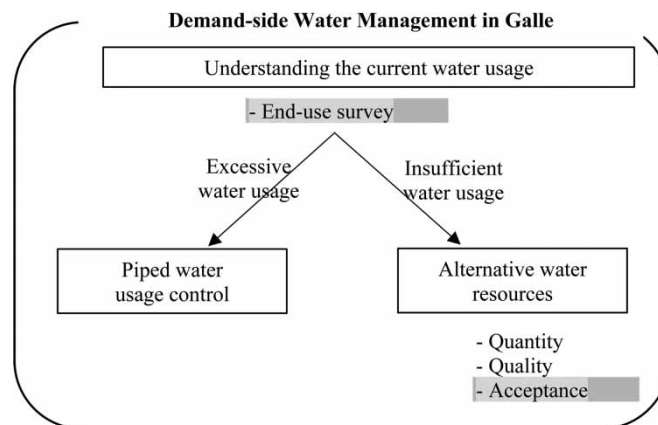 Demand-side Water Management in Galle
Understanding the current water usage
- End-use survey
Excessive
water usage
Insufficient
water usage
Piped water
usage control
Alternative water
resources
- Quantity
- Quality
- Acceptance